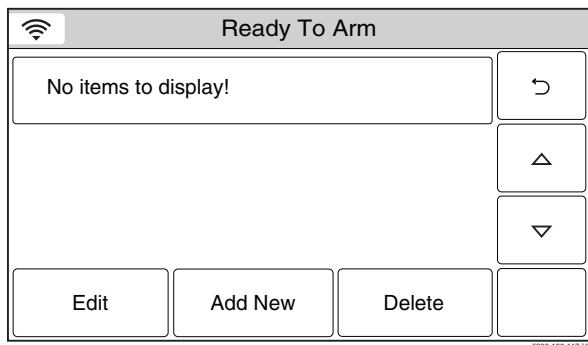 Ready To Arm
No items to display!
Edit Add New Delete